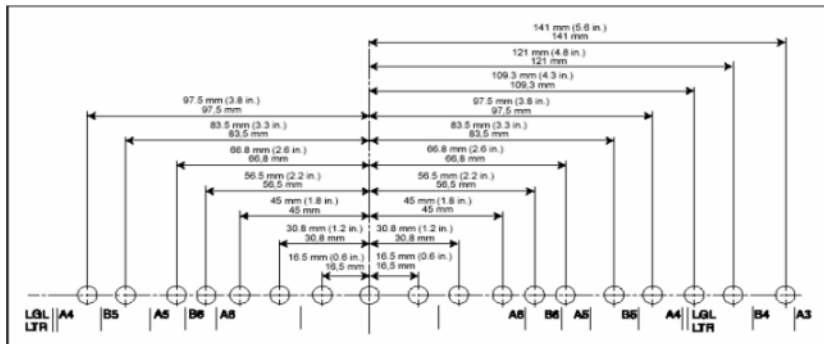 141 mm (5.6 in.)
141 mm
121 mm (4.8 in.)
121 mm
109.3 mm (4.3 in.)
109,3 mm
97.5 mm (3.8 in.) 97.5 mm (3.8 in.)
97,5 mm 97,5 mm
83.5 mm (3.3 in.) 83.5 mm (3.3 in.)
83,5 mm 83,5 mm
66.8 mm (2.6 in.) 66.8 mm (2.6 in.)
66,8 mm 66,8 mm
56.5 mm (2.2 in.) 56.5 mm (2.2 in.)
56,5 mm 56,5 mm
45 mm (1.8 in.) 45 mm (1.8 in.)
45 mm 45 mm
30.8 mm (1.2 in.) 30.8 mm (1.2 in.)
30,8 mm 30,8 mm
16.5 mm (0.6 in.) 16.5 mm (0.6 in.)
16,5 mm 16,5 mm
LGL A4 B5 A5 B6 A6 A6 B6 A5 B5 A4 LGL B4 A3
LTR LTR